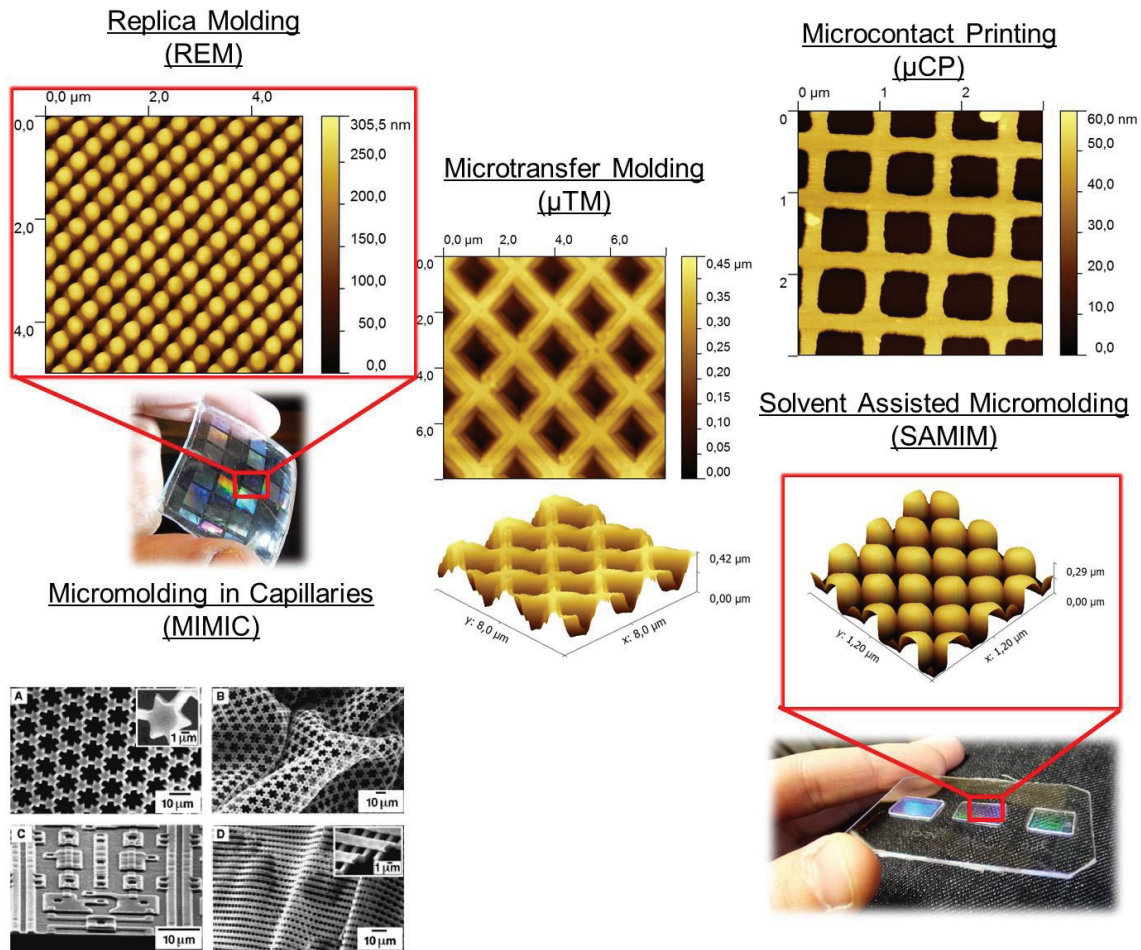 Replica Molding
(REM)
0,0 µm 2,0 4,0
0,0
2,0
4,0
305,5 nm
250,0
200,0
150,0
100,0
50,0
0,0
Microtransfer Molding
(µTM)
0,0 µm 2,0 4,0 6,0
0,0
2,0
4,0
6,0
0,45 µm
0,35
0,30
0,25
0,20
0,15
0,10
0,05
0,00
0,42 µm
0,00 µm
y: 8,0 µm
x: 8,0 µm
Microcontact Printing
(µCP)
0 µm 1 2
0
1
2
60,0 nm
50,0
40,0
30,0
20,0
10,0
0,0
Solvent Assisted Micromolding
(SAMIM)
0,29 µm
0,00 µm
y: 1,20 µm
x: 1,20 µm
Micromolding in Capillaries
(MIMIC)
A
1 µm
10 µm
B
10 µm
C
10 µm
D
1 µm
10 µm